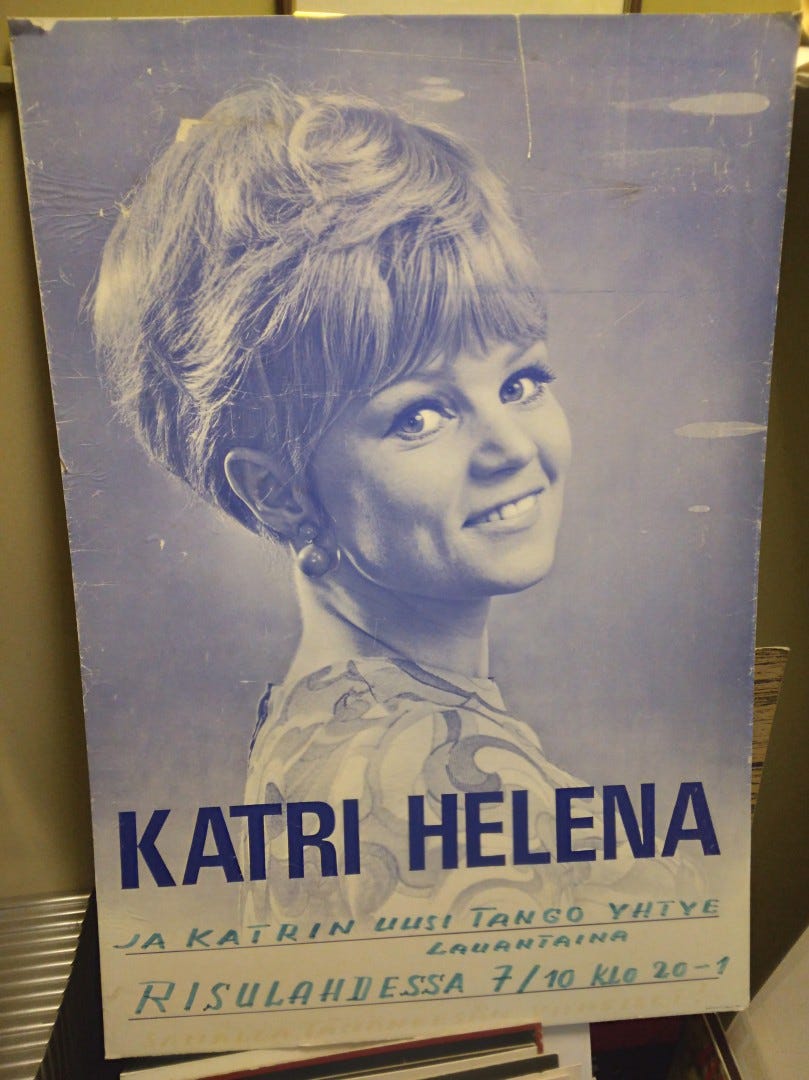 KATRI HELENA
JA KATRIN UUSI TANGO YHTYE
LAUANTAINA
RISULAHDESSA 7/10 KLO 20-1